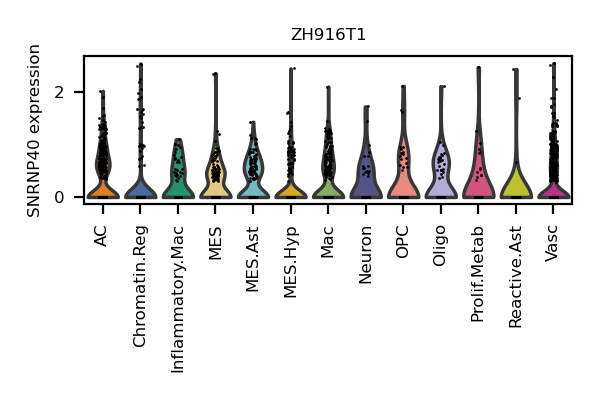 ZH916T1
SNRNP40 expression
2
0
AC
Chromatin.Reg
Inflammatory.Mac
MES
MES.Ast
MES.Hyp
Mac
Neuron
OPC
Oligo
Prolif.Metab
Reactive.Ast
Vasc